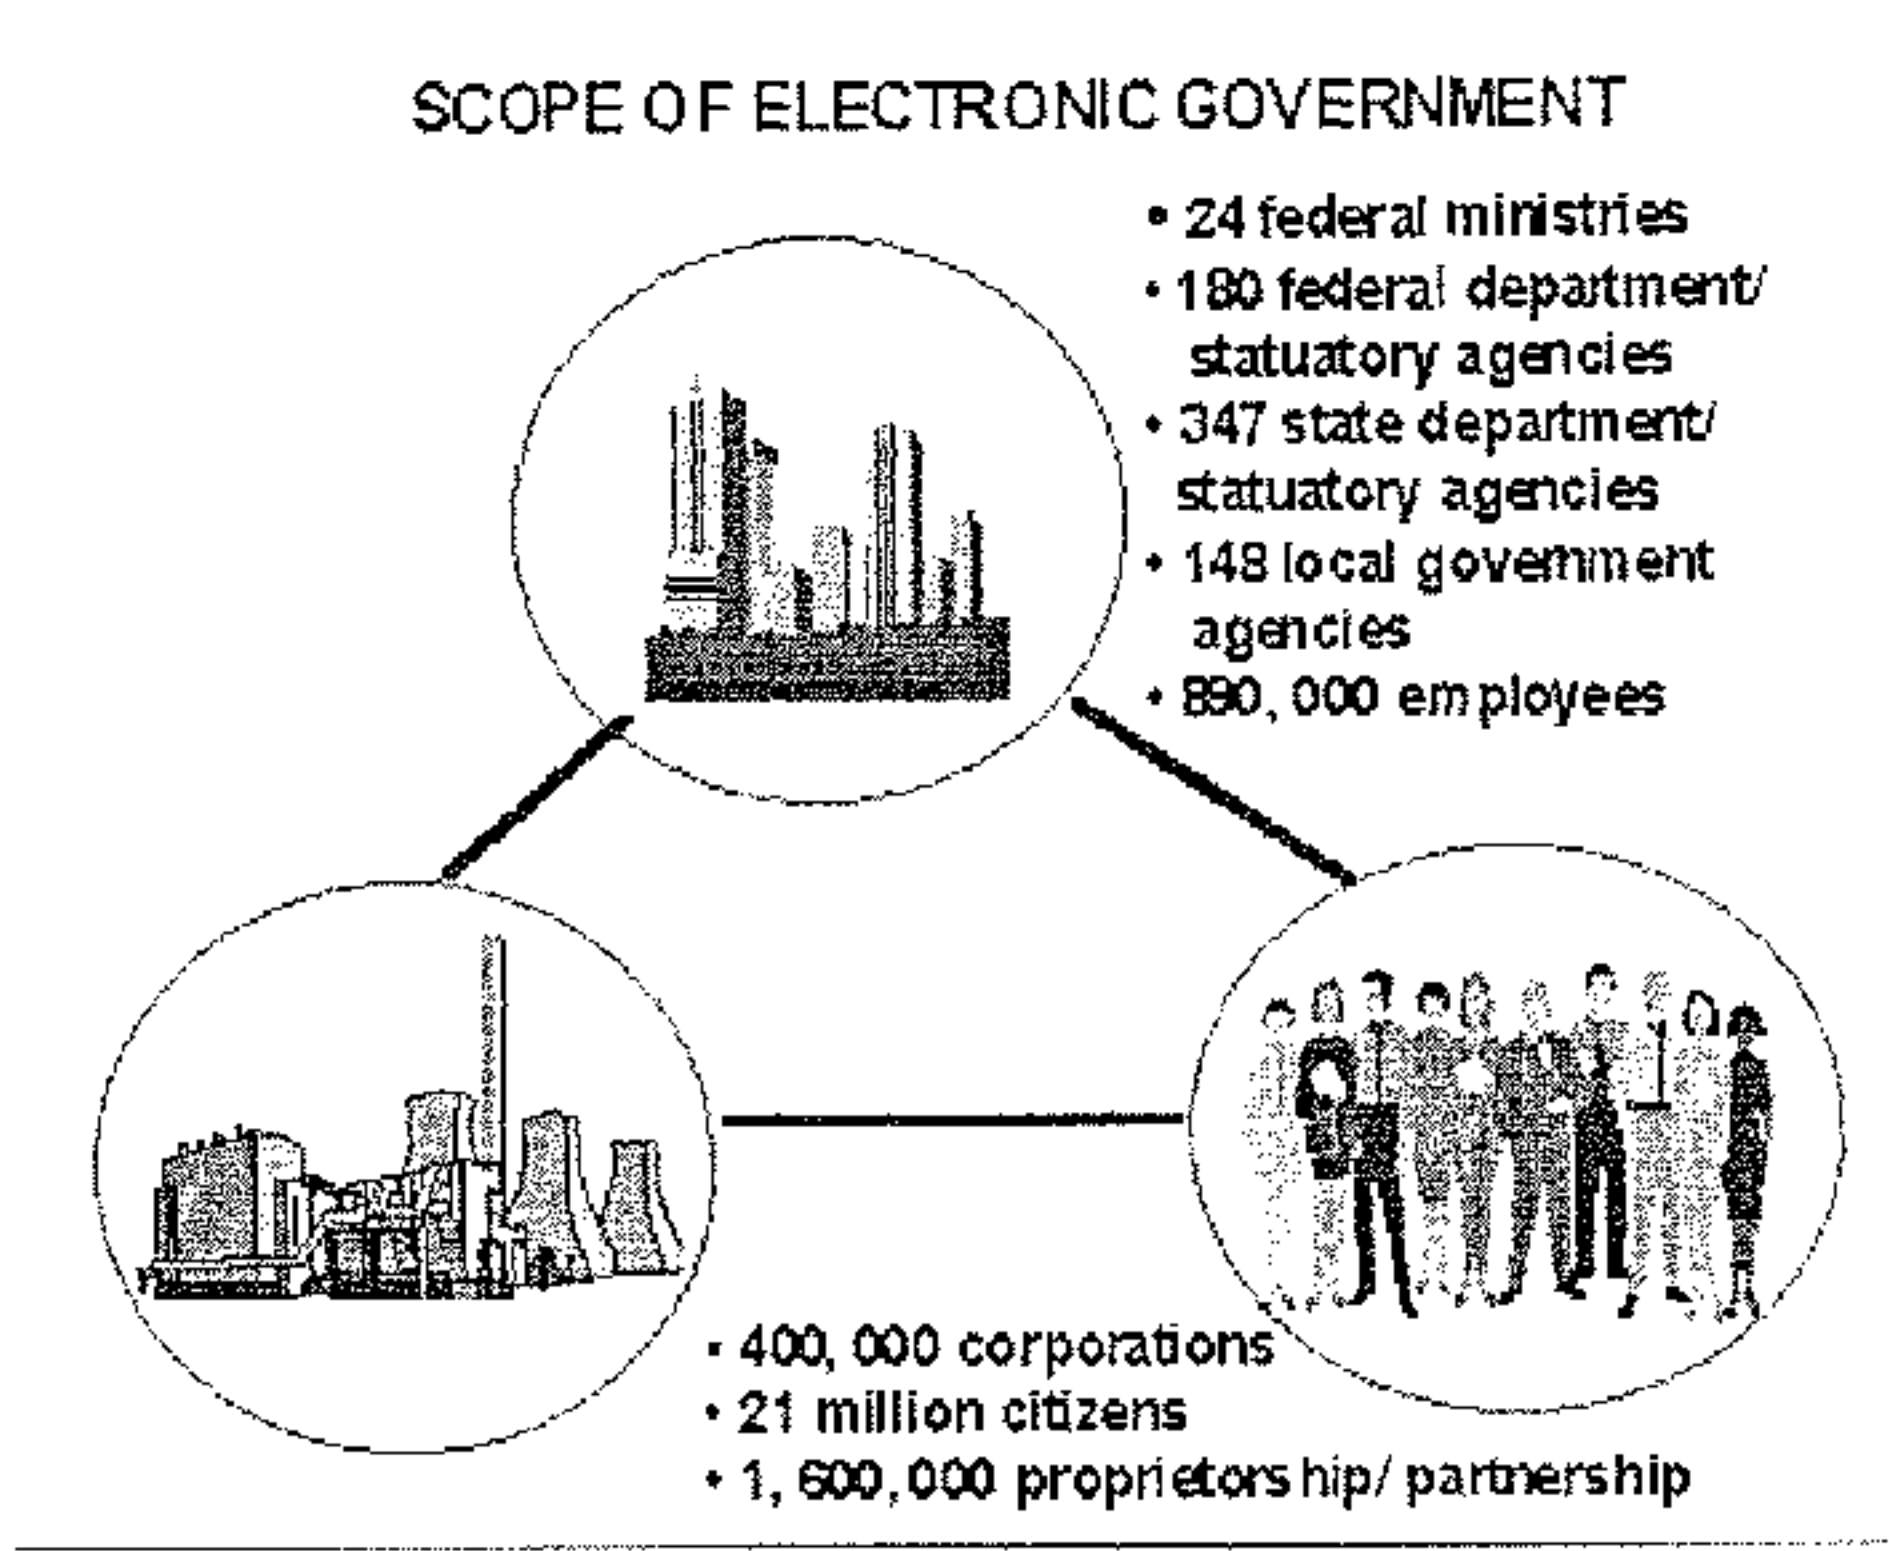 SCOPE OF ELECTRONIC GOVERNMENT
• 24 federal ministries
• 180 federal department/
statuatory agencies
• 347 state department/
statuatory agencies
• 148 local government
agencies
• 890, 000 employees
• 400, 000 corporations
• 21 million citizens
• 1, 600, 000 proprietorship/ partnership